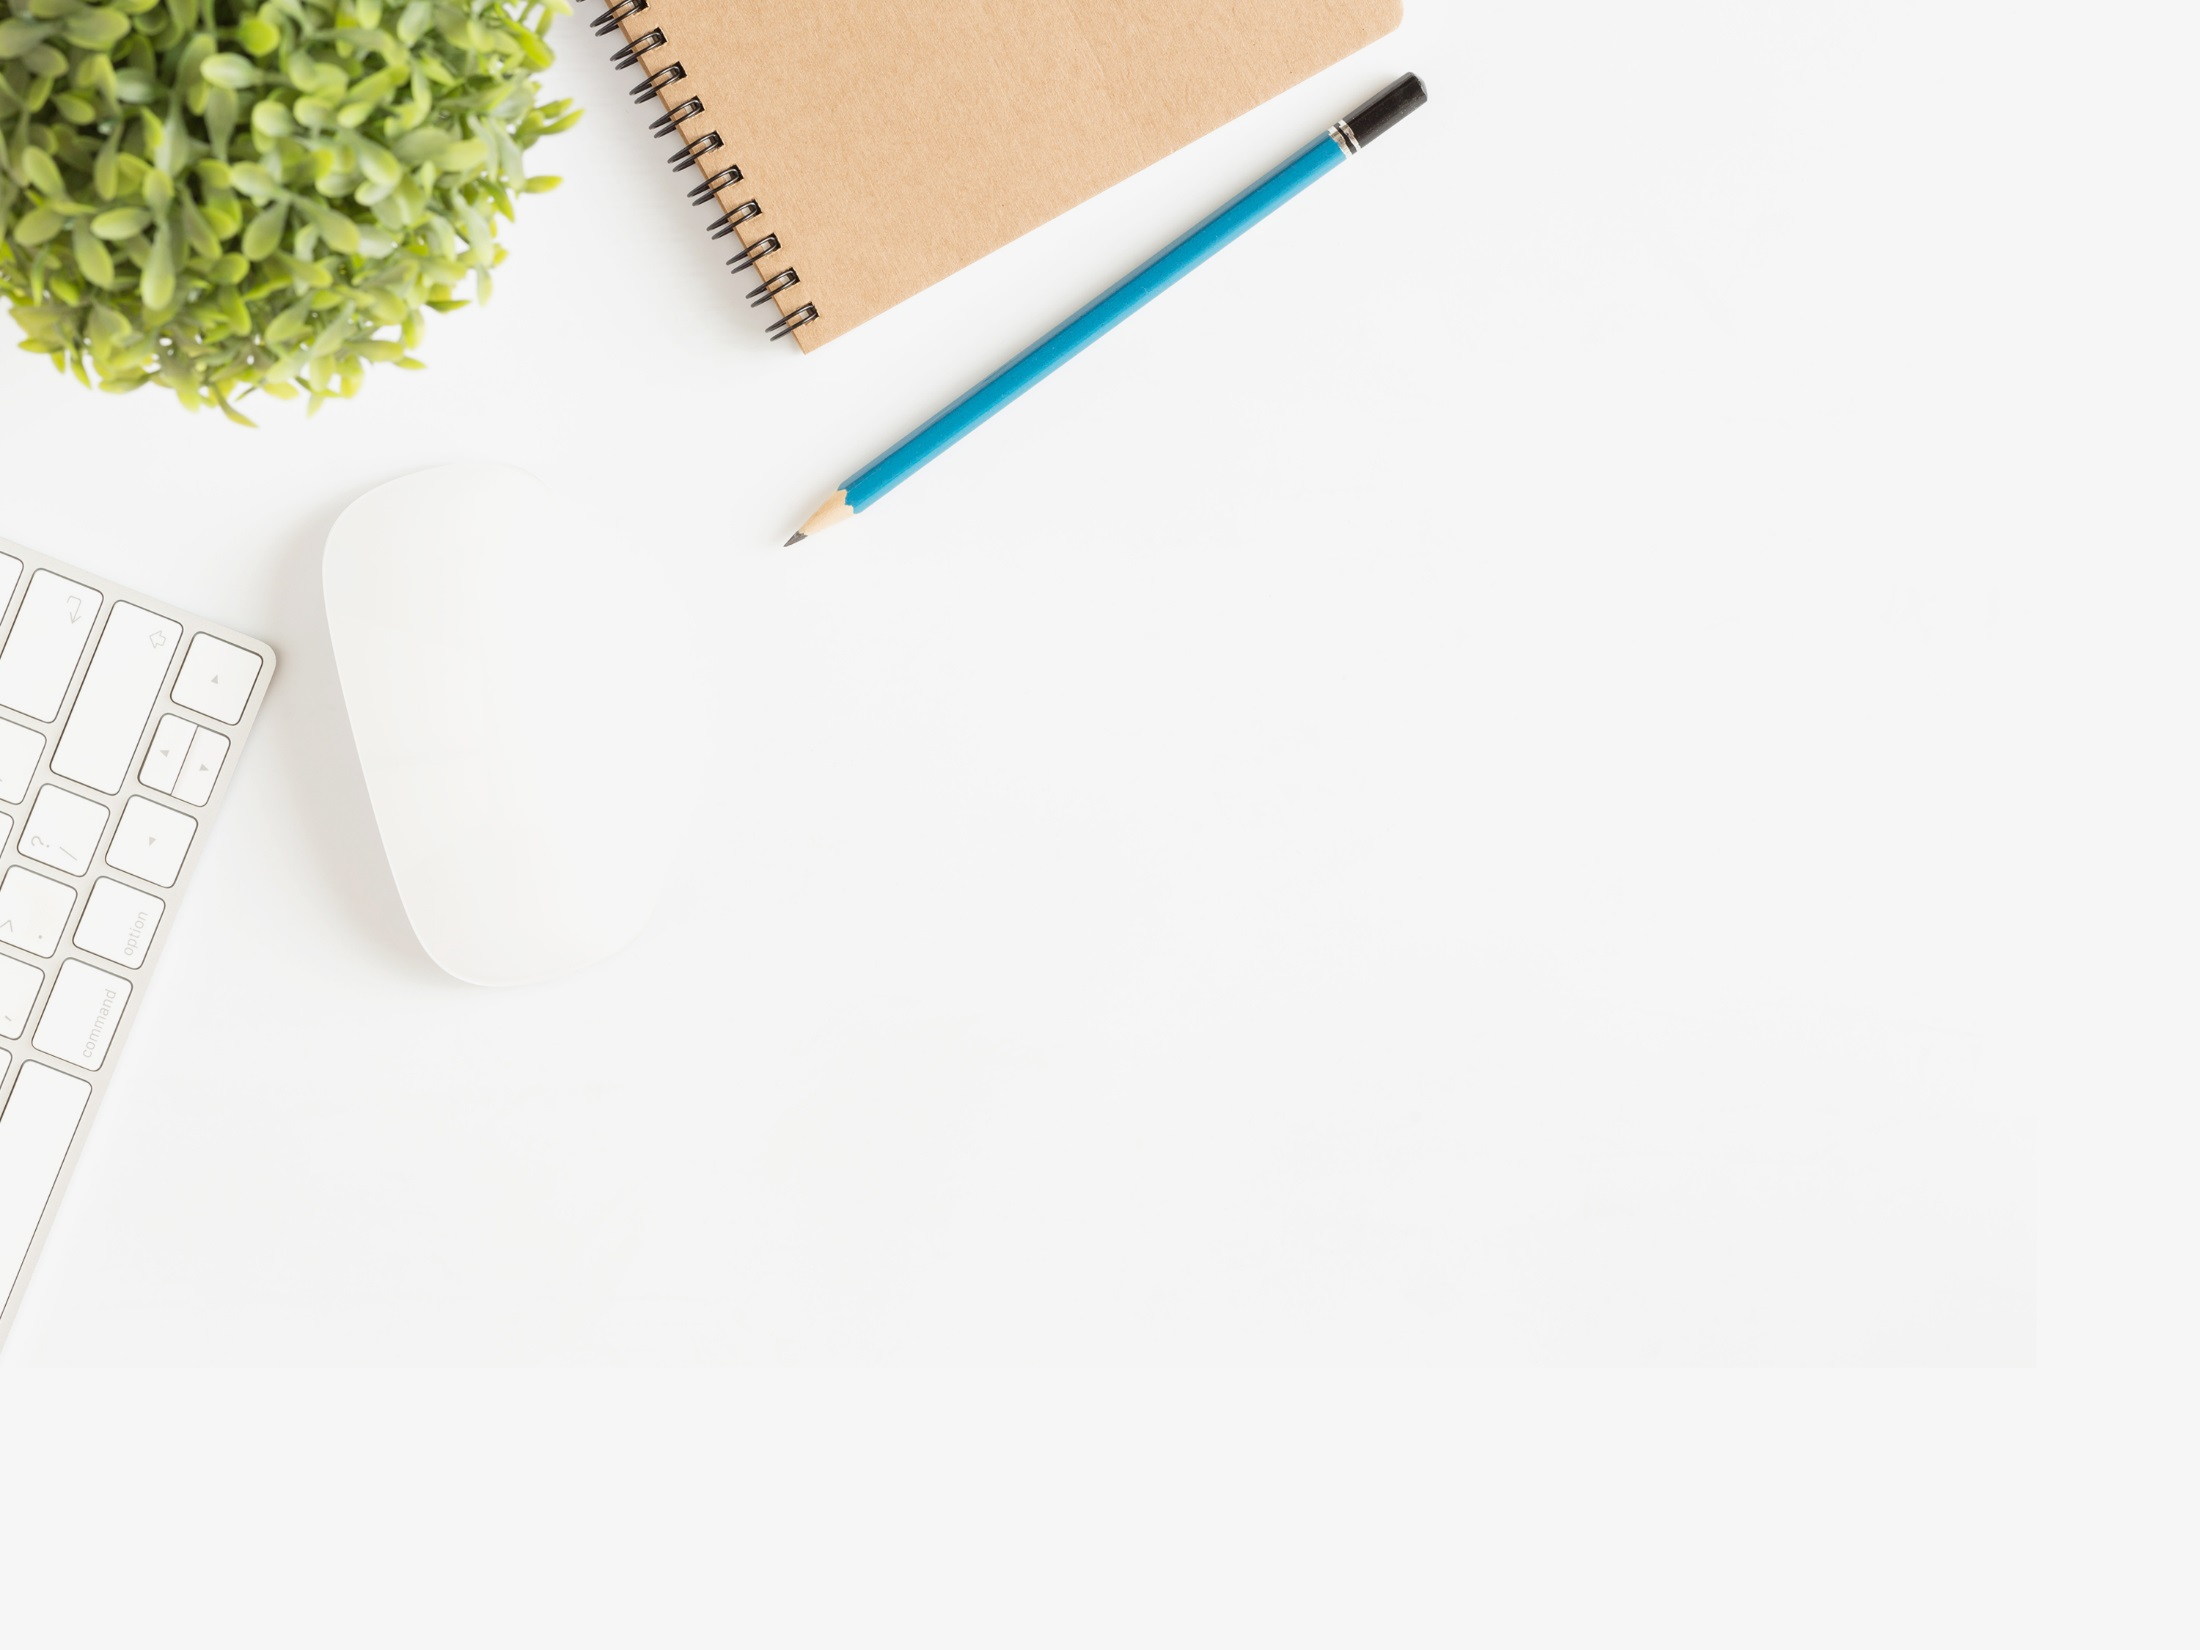 ?
/
>
.
,
option
command